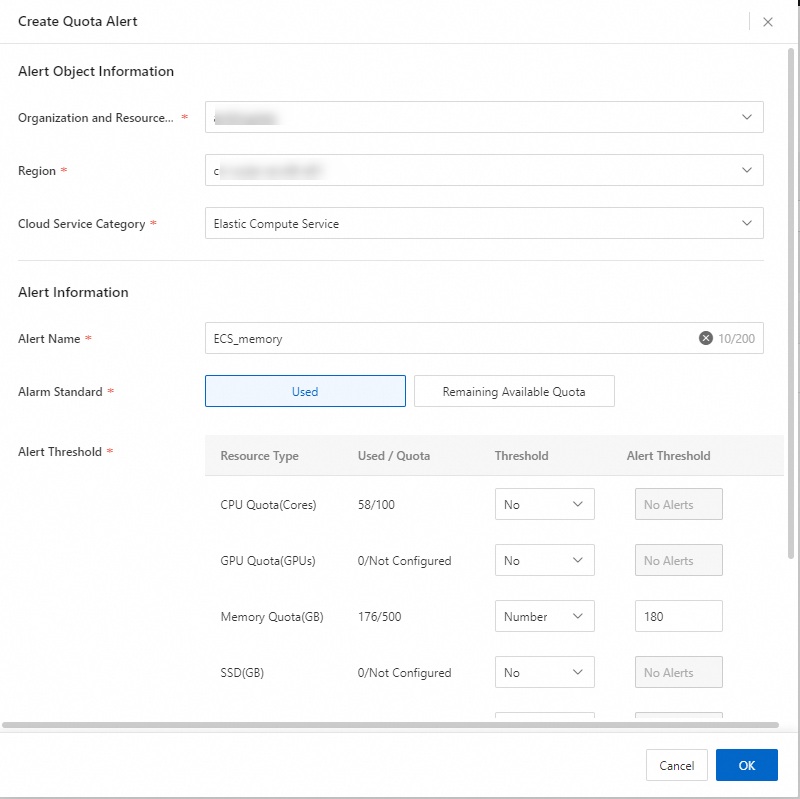 Create Quota Alert
Alert Object Information
Organization and Resource... *
Region *
Cloud Service Category * Elastic Compute Service
Alert Information
Alert Name * ECS_memory 10/200
Alarm Standard * Used Remaining Available Quota
Alert Threshold * Resource Type Used / Quota Threshold Alert Threshold
CPU Quota(Cores) 58/100 No No Alerts
GPU Quota(GPUs) 0/Not Configured No No Alerts
Memory Quota(GB) 176/500 Number 180
SSD(GB) 0/Not Configured No No Alerts
Cancel OK